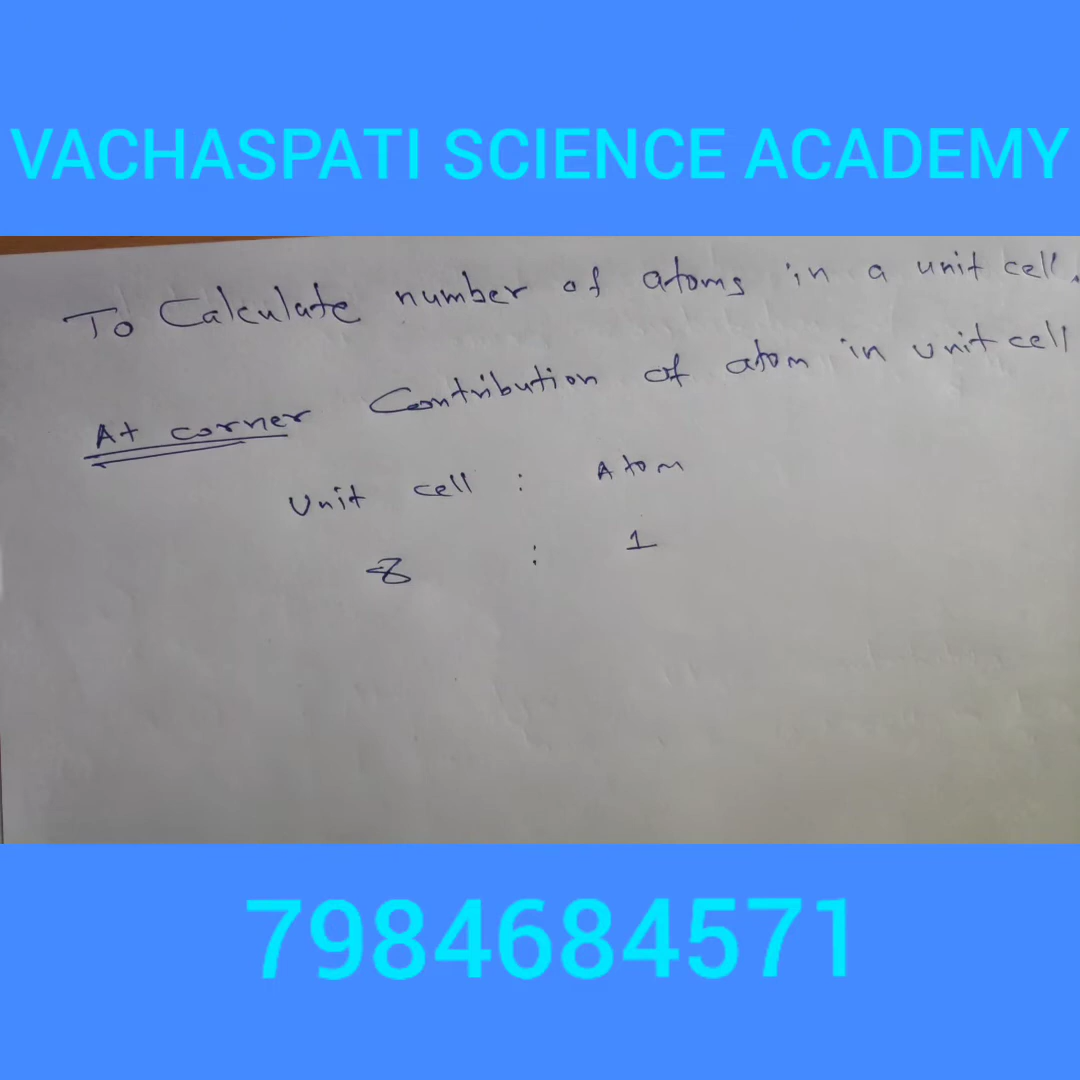 VACHASPATI SCIENCE ACADEMY
To Calculate number of atoms in a unit cell.
At corner Contribution of atom in unit cell
Unit cell : Atom
8 : 1
7984684571